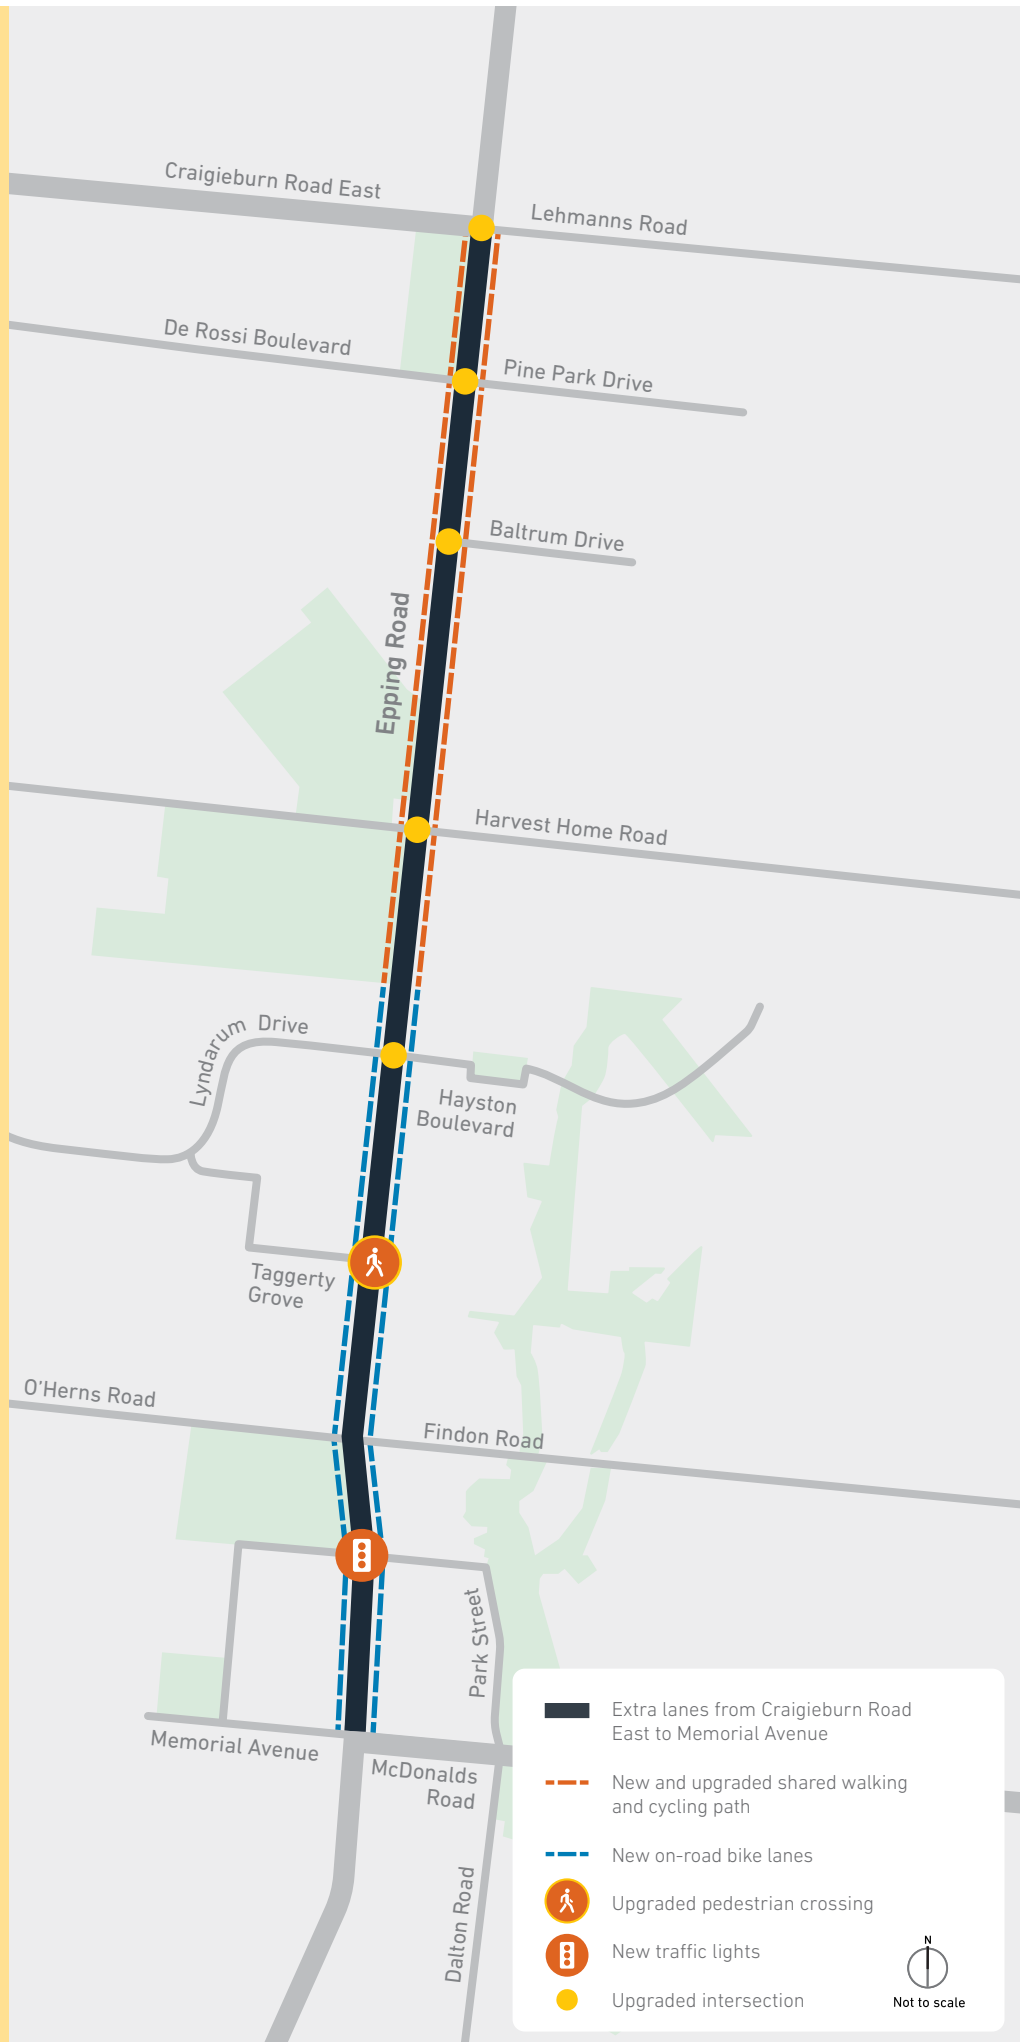 Craigieburn Road East
Lehmanns Road
De Rossi Boulevard
Pine Park Drive
Baltrum Drive
Epping Road
Harvest Home Road
Lyndarum Drive
Hayston
Boulevard
Taggerty
Grove
O'Herns Road
Findon Road
Park Street
Memorial Avenue
McDonalds
Road
Dalton Road
Extra lanes from Craigieburn Road
East to Memorial Avenue
New and upgraded shared walking
and cycling path
New on-road bike lanes
Upgraded pedestrian crossing
New traffic lights
Upgraded intersection
N
Not to scale